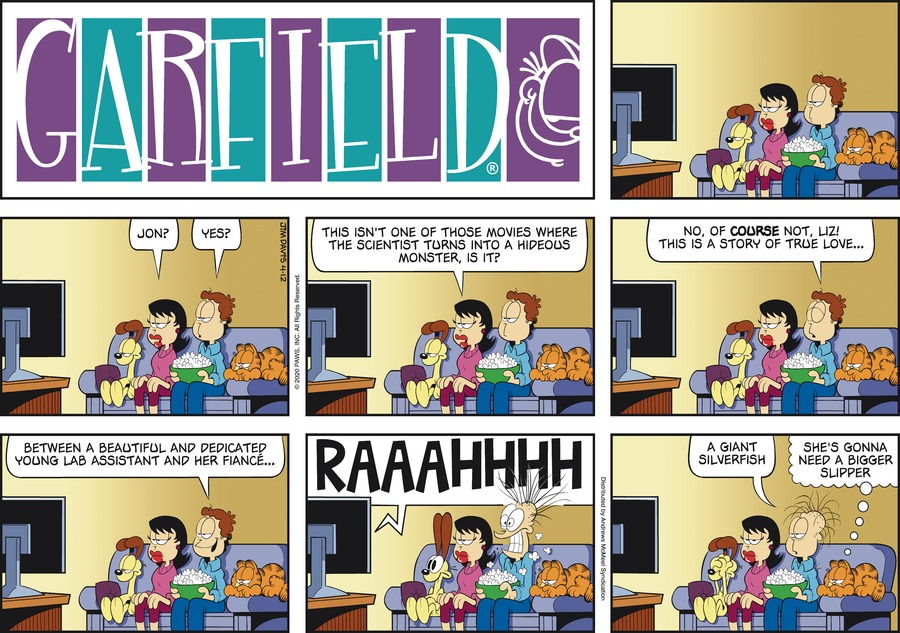 GARFIELD®
JON?
YES?
JIM DAVIS 4-12
© 2020 PAWS, INC. All Rights Reserved.
THIS ISN'T ONE OF THOSE MOVIES WHERE
THE SCIENTIST TURNS INTO A HIDEOUS
MONSTER, IS IT?
NO, OF COURSE NOT, LIZ!
THIS IS A STORY OF TRUE LOVE...
BETWEEN A BEAUTIFUL AND DEDICATED
YOUNG LAB ASSISTANT AND HER FIANCÉ...
RAAAHHHH
Distributed by Andrews McMeel Syndication
A GIANT
SILVERFISH
SHE'S GONNA
NEED A BIGGER
SLIPPER